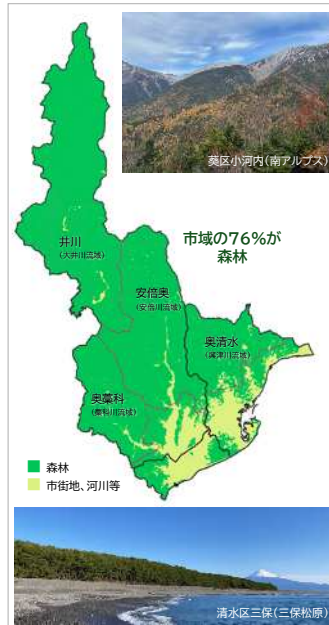 葵区小河内(南アルプス)
市域の76%が
森林
井川
(大井川流域)
安倍奥
(安倍川流域)
奥清水
(興津川流域)
奥藁科
(藁科川流域)
森林
市街地、河川等
清水区三保(三保松原)